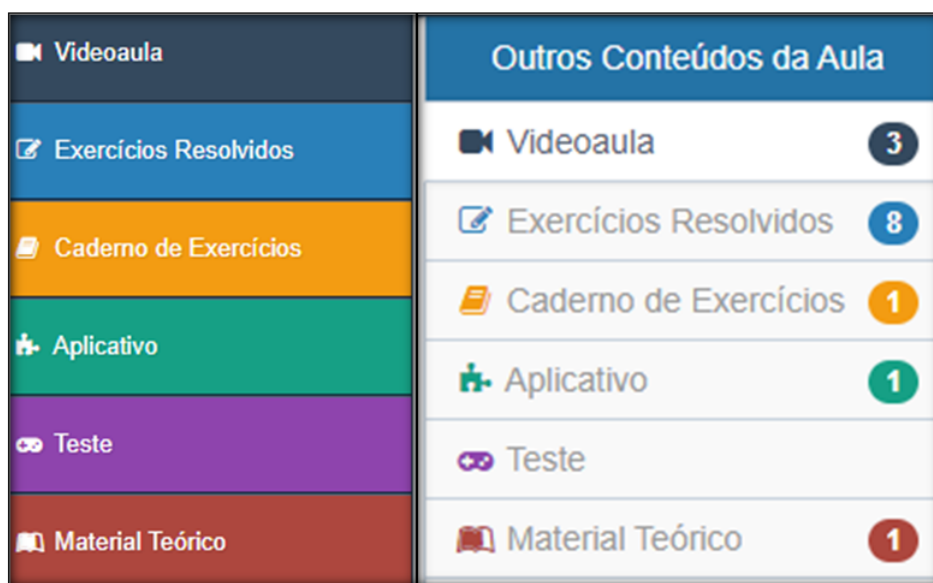 Videoaula
Exercícios Resolvidos
Caderno de Exercícios
Aplicativo
Teste
Material Teórico
Outros Conteúdos da Aula
Videoaula 3
Exercícios Resolvidos 8
Caderno de Exercícios 1
Aplicativo 1
Teste
Material Teórico 1